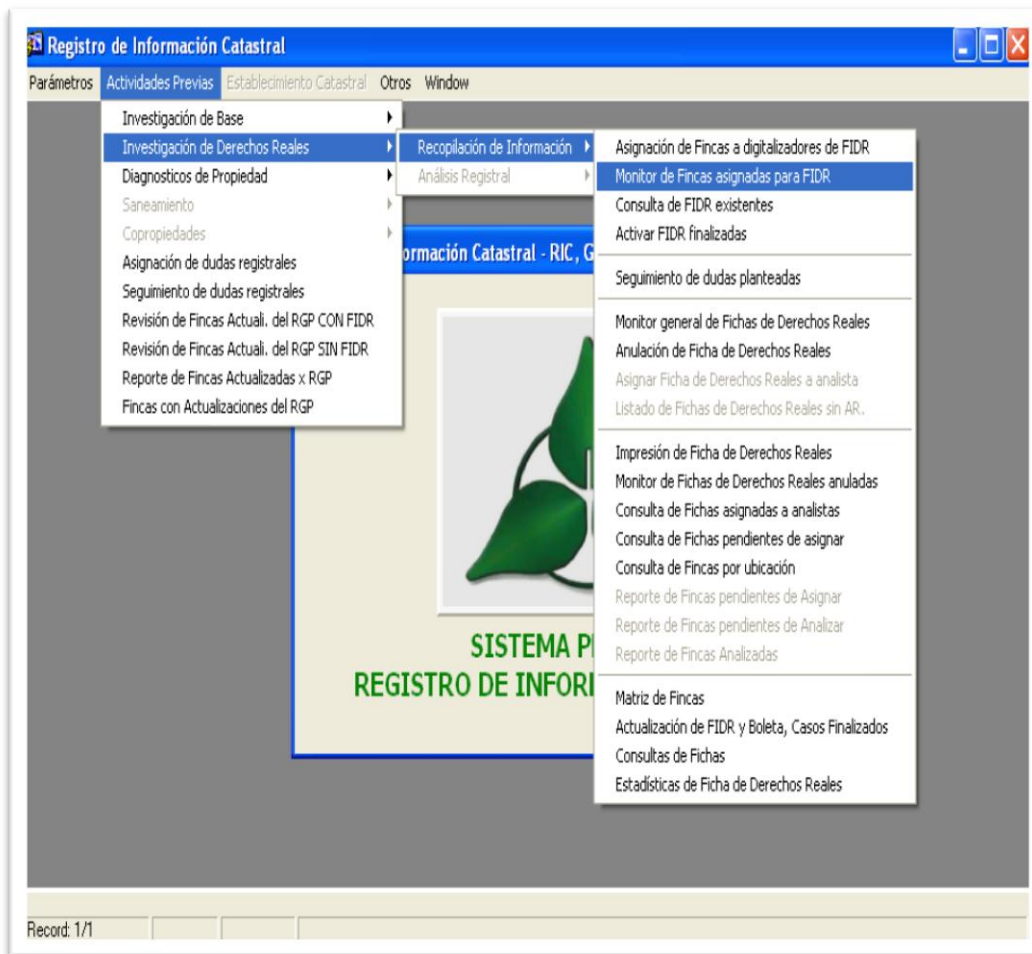 Registro de Información Catastral
Parámetros Actividades Previas Establecimiento Catastral Otros Window
Investigación de Base
Investigación de Derechos Reales
Diagnosticos de Propiedad
Saneamiento
Copropiedades
Asignación de dudas registrales
Seguimiento de dudas registrales
Revisión de Fincas Actuali. del RGP CON FIDR
Revisión de Fincas Actuali. del RGP SIN FIDR
Reporte de Fincas Actualizadas x RGP
Fincas con Actualizaciones del RGP
Recopilación de Información
Análisis Registral
Asignación de Fincas a digitalizadores de FIDR
Monitor de Fincas asignadas para FIDR
Consulta de FIDR existentes
Activar FIDR finalizadas
Seguimiento de dudas planteadas
Monitor general de Fichas de Derechos Reales
Anulación de Ficha de Derechos Reales
Asignar Ficha de Derechos Reales a analista
Listado de Fichas de Derechos Reales sin AR.
Impresión de Ficha de Derechos Reales
Monitor de Fichas de Derechos Reales anuladas
Consulta de Fichas asignadas a analistas
Consulta de Fichas pendientes de asignar
Consulta de Fincas por ubicación
Reporte de Fincas pendientes de Asignar
Reporte de Fincas pendientes de Analizar
Reporte de Fincas Analizadas
Matriz de Fincas
Actualización de FIDR y Boleta, Casos Finalizados
Consultas de Fichas
Estadísticas de Ficha de Derechos Reales
ormación Catastral - RIC, G
SISTEMA P
REGISTRO DE INFOR
Record: 1/1